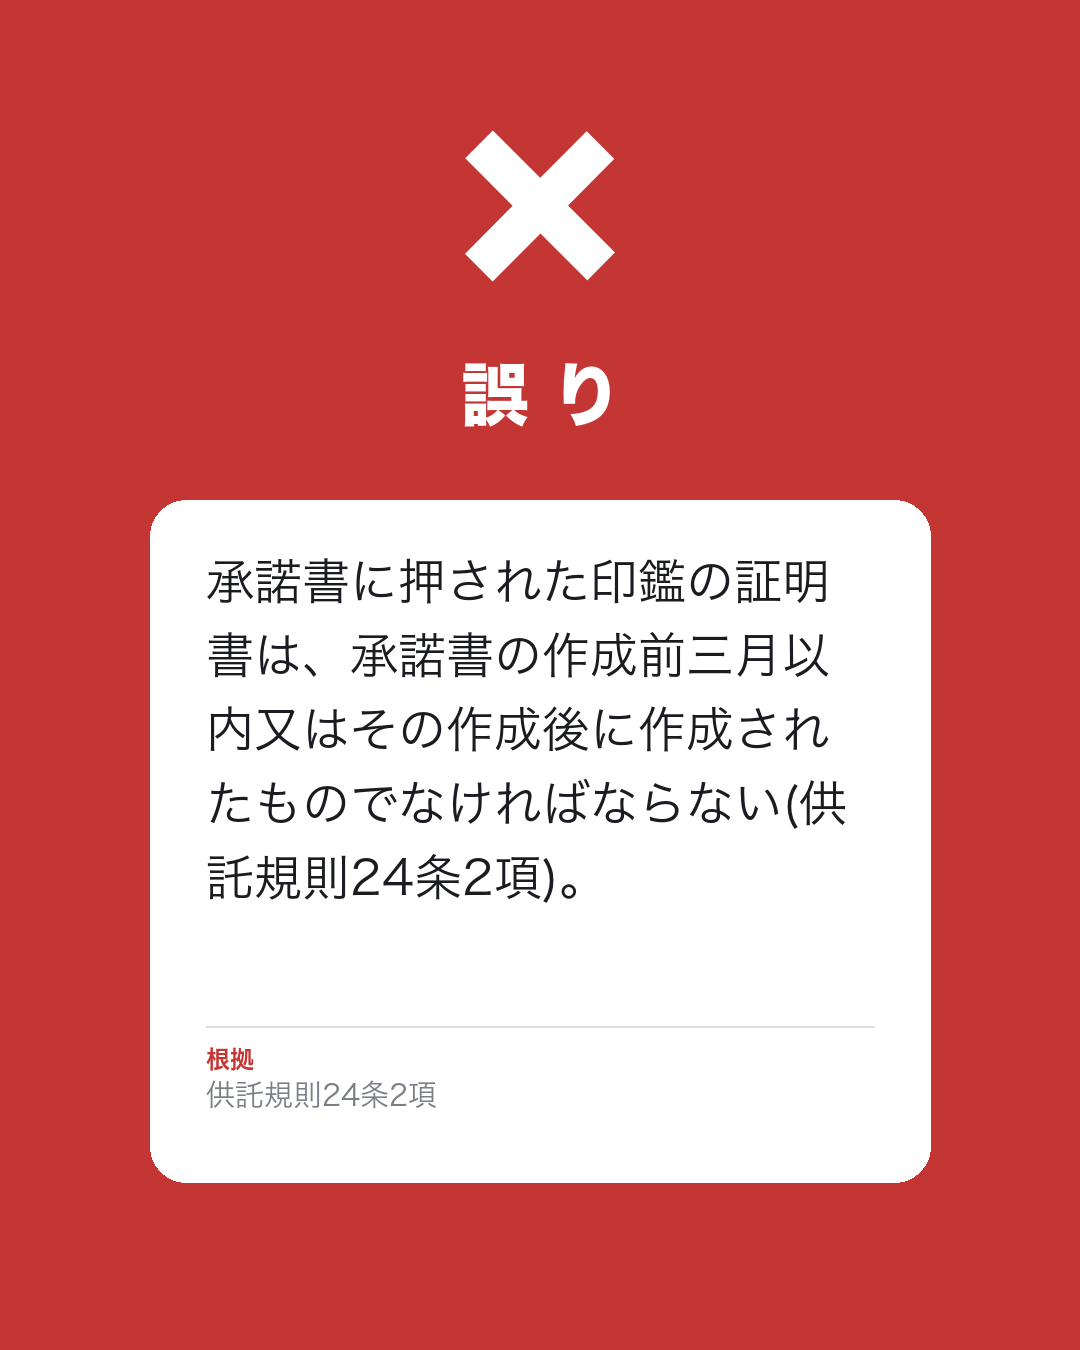 誤り
承諾書に押された印鑑の証明
書は、承諾書の作成前三月以
内又はその作成後に作成され
たものでなければならない(供
託規則24条2項)。
根拠
供託規則24条2項